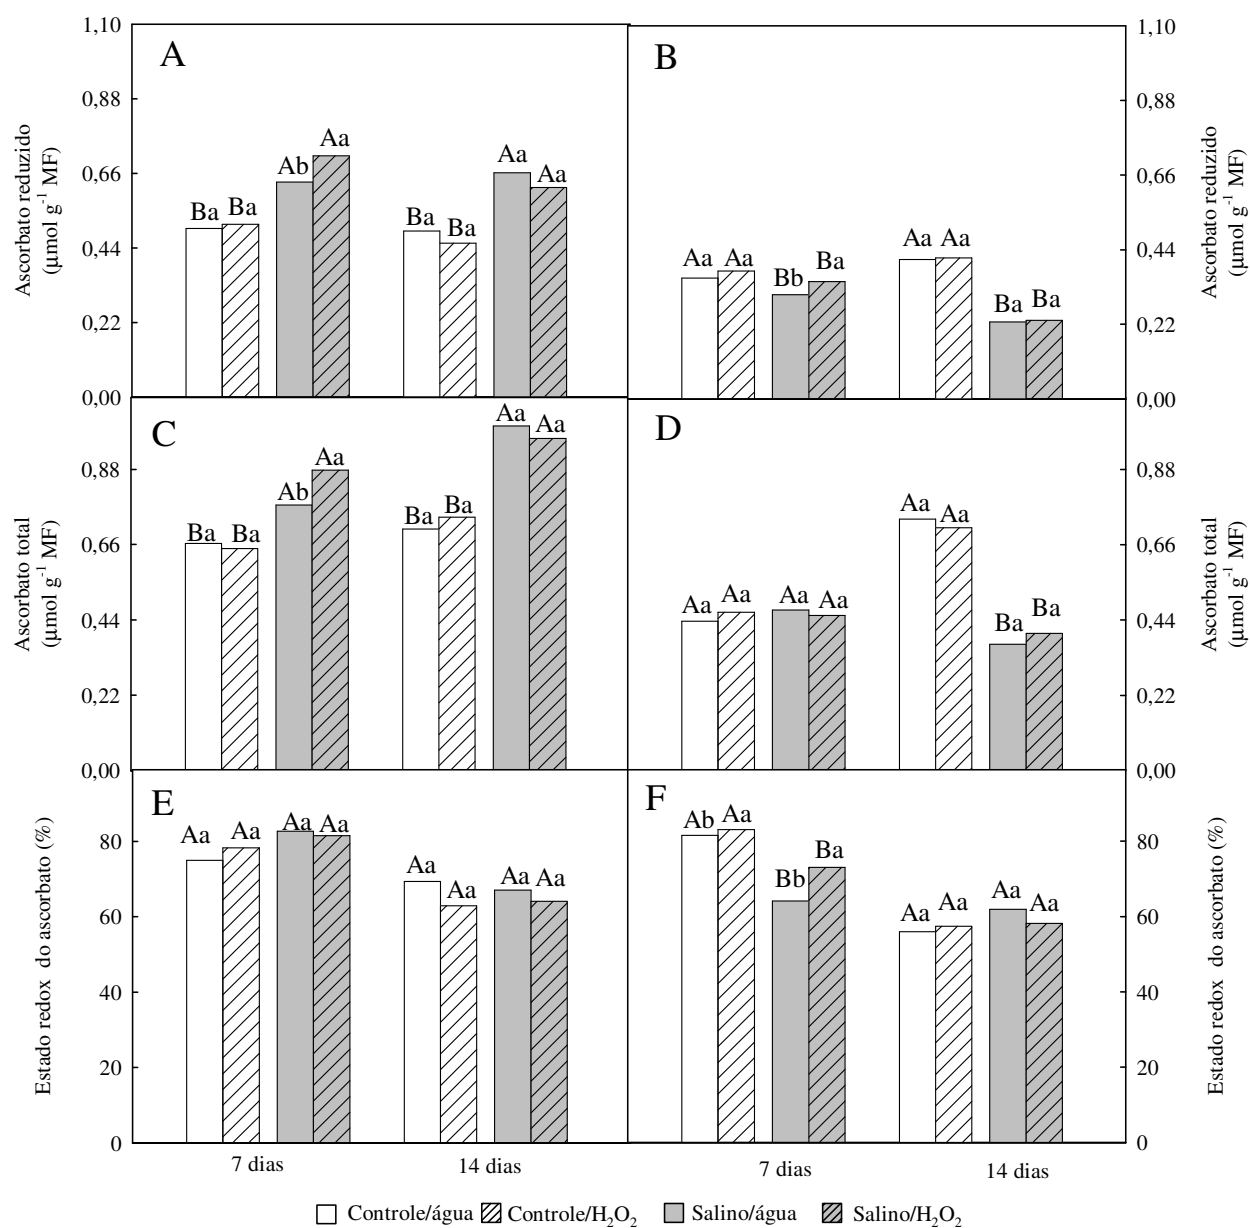 A
1,10
0,88
0,66
0,44
0,22
0,00
Ascorbato reduzido
(µmol g⁻¹ MF)
Ba
Ba
Ab
Aa
Ba
Ba
Aa
Aa
B
Aa
Aa
Bb
Ba
Aa
Aa
Ba
Ba
1,10
0,88
0,66
0,44
0,22
0,00
Ascorbato reduzido
(µmol g⁻¹ MF)
C
0,88
0,66
0,44
0,22
0,00
Ascorbato total
(µmol g⁻¹ MF)
Ba
Ba
Ab
Aa
Ba
Ba
Aa
Aa
D
Aa
Aa
Aa
Aa
Aa
Aa
Ba
Ba
0,88
0,66
0,44
0,22
0,00
Ascorbato total
(µmol g⁻¹ MF)
E
80
60
40
20
0
Estado redox do ascorbato (%)
Aa
Aa
Aa
Aa
Aa
Aa
Aa
Aa
F
Ab
Aa
Bb
Ba
Aa
Aa
Aa
Aa
80
60
40
20
0
Estado redox do ascorbato (%)
7 dias
14 dias
7 dias
14 dias
Controle/água
Controle/H₂O₂
Salino/água
Salino/H₂O₂